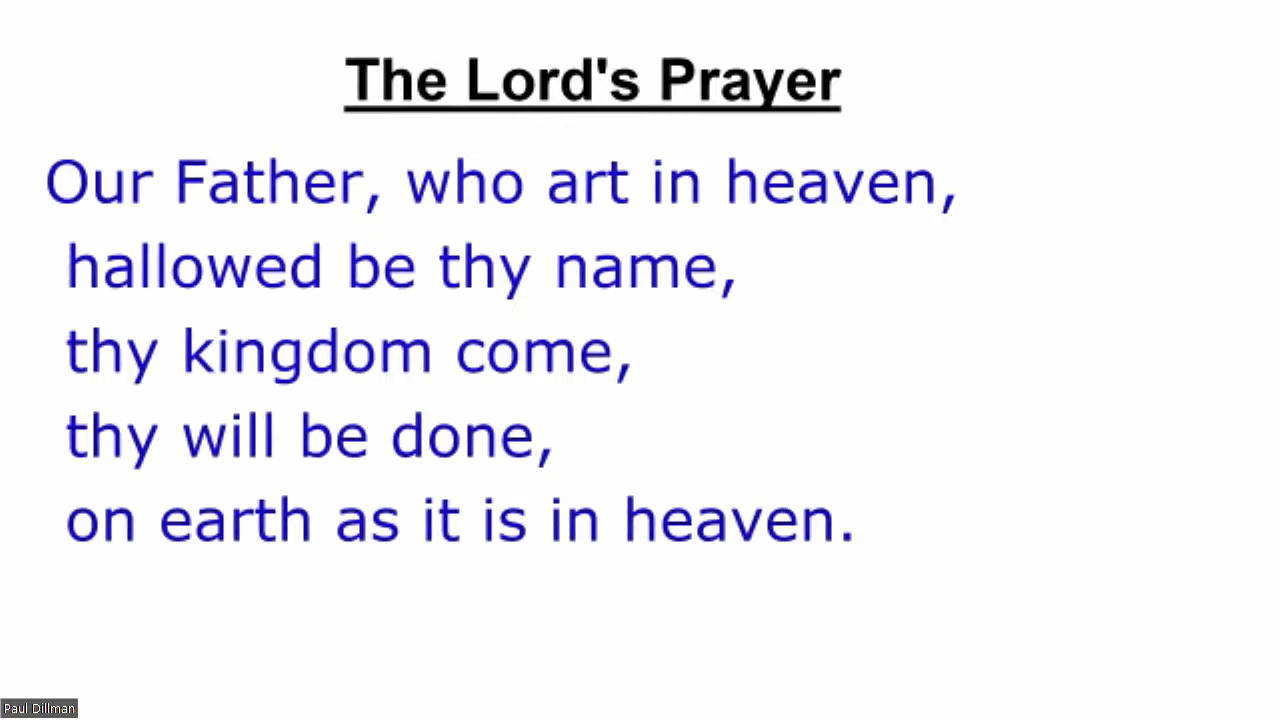 The Lord's Prayer
Our Father, who art in heaven,
hallowed be thy name,
thy kingdom come,
thy will be done,
on earth as it is in heaven.
Paul Dillman